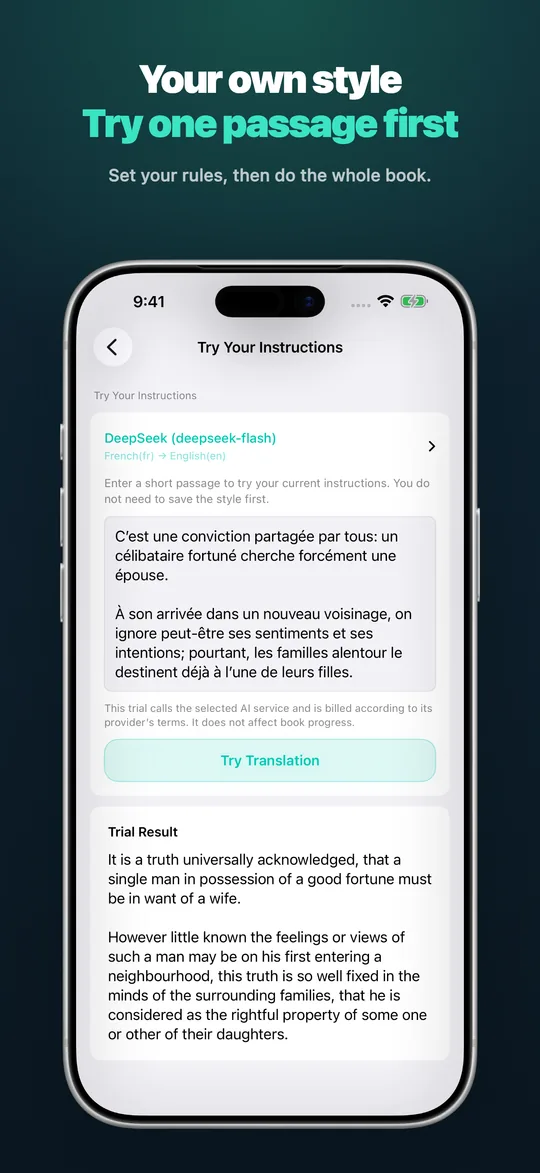 Your own style
Try one passage first
Set your rules, then do the whole book.
9:41
Try Your Instructions
Try Your Instructions
DeepSeek (deepseek-flash)
French(fr) → English(en)
Enter a short passage to try your current instructions. You do
not need to save the style first.
C’est une conviction partagée par tous: un
célibataire fortuné cherche forcément une
épouse.
À son arrivée dans un nouveau voisinage, on
ignore peut-être ses sentiments et ses
intentions; pourtant, les familles alentour le
destinent déjà à l’une de leurs filles.
This trial calls the selected AI service and is billed according to its
provider's terms. It does not affect book progress.
Try Translation
Trial Result
It is a truth universally acknowledged, that a
single man in possession of a good fortune must
be in want of a wife.
However little known the feelings or views of
such a man may be on his first entering a
neighbourhood, this truth is so well fixed in the
minds of the surrounding families, that he is
considered as the rightful property of some one
or other of their daughters.